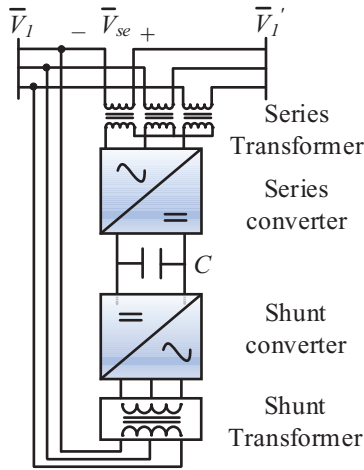 V̅₁ − V̅se + V̅₁'
Series
Transformer
Series
converter
C
Shunt
converter
Shunt
Transformer